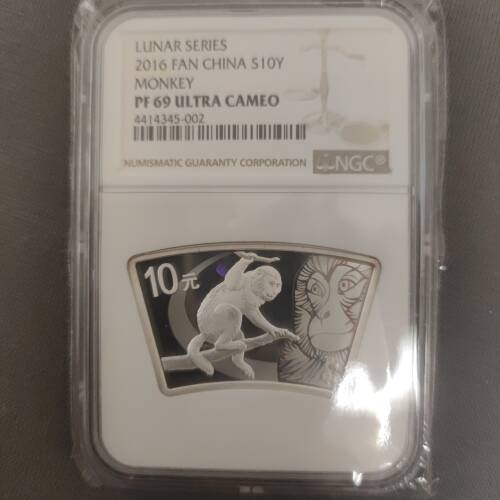 LUNAR SERIES
2016 FAN CHINA S10Y
MONKEY
PF 69 ULTRA CAMEO
4414345-002
NUMISMATIC GUARANTY CORPORATION
NGC®
10元